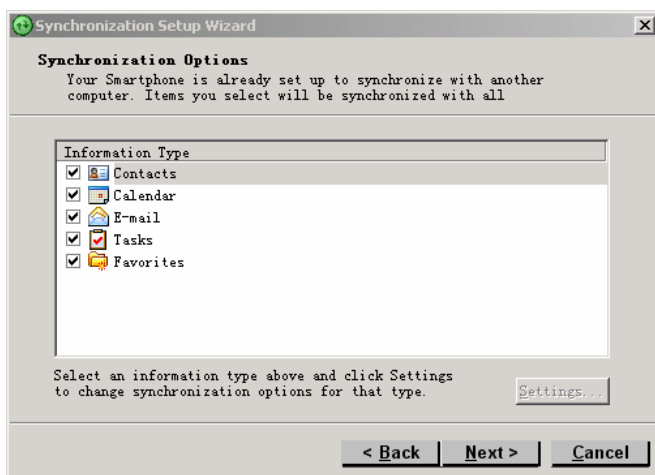 Synchronization Setup Wizard
Synchronization Options
Your Smartphone is already set up to synchronize with another
computer. Items you select will be synchronized with all
Information Type
Contacts
Calendar
E-mail
Tasks
Favorites
Select an information type above and click Settings
to change synchronization options for that type.
Settings...
< Back Next > Cancel